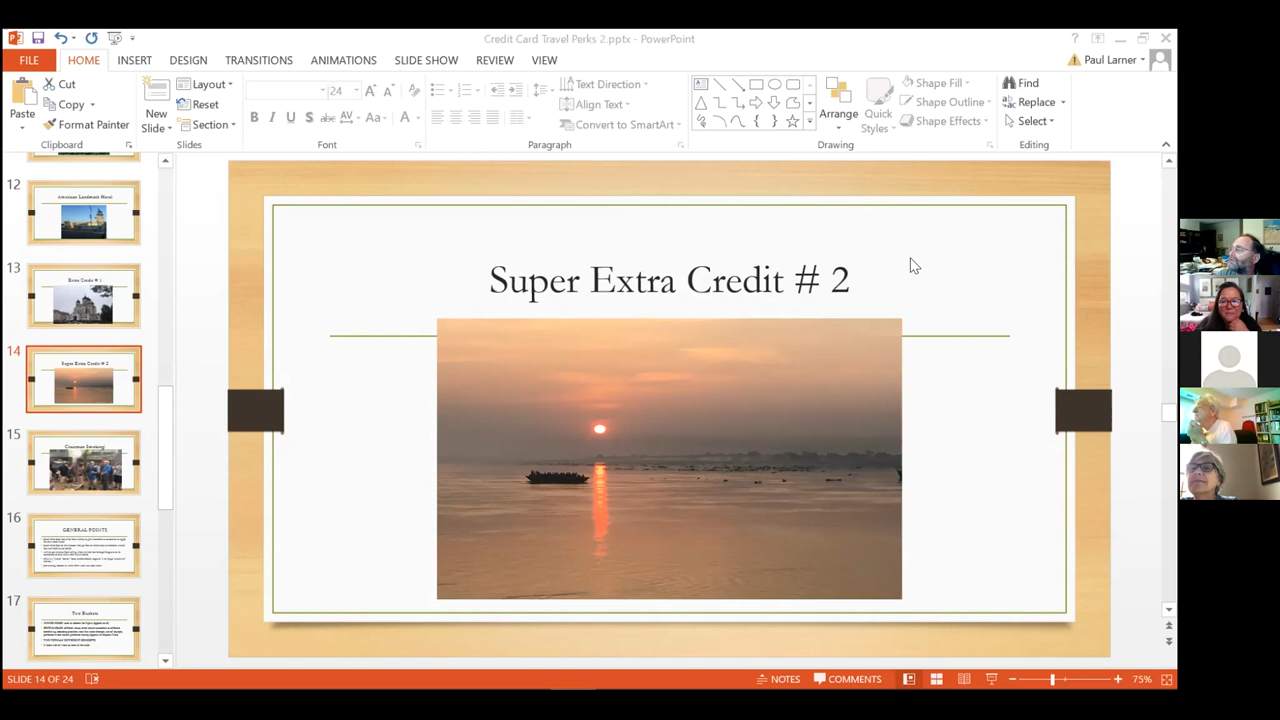 Credit Card Travel Perks 2.pptx - PowerPoint
FILE HOME INSERT DESIGN TRANSITIONS ANIMATIONS SLIDE SHOW REVIEW VIEW Paul Larner
Paste
Cut
Copy
Format Painter
Clipboard
New Slide
Layout
Reset
Section
Slides
24
Font
Text Direction
Align Text
Convert to SmartArt
Paragraph
Arrange
Quick Styles
Shape Fill
Shape Outline
Shape Effects
Drawing
Find
Replace
Select
Editing
12
American Landmark Hotel
13
Extra Credit # 1
14
Super Extra Credit # 2
15
16
GENERAL POINTS
17
Super Extra Credit # 2
SLIDE 14 OF 24
NOTES COMMENTS 75%